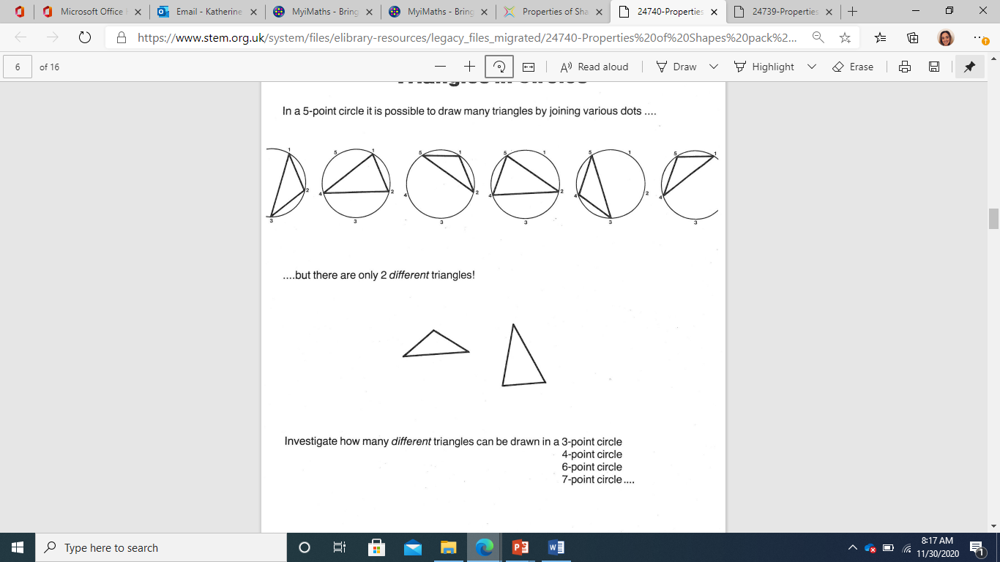 Microsoft Office
Email - Katherine
MyiMaths - Bring
MyiMaths - Bring
Properties of Sha
24740-Properties
24739-Properties
https://www.stem.org.uk/system/files/elibrary-resources/legacy_files_migrated/24740-Properties%20of%20Shapes%20pack%2...
6 of 16
Read aloud
Draw
Highlight
Erase
Triangles in Circles
In a 5-point circle it is possible to draw many triangles by joining various dots ....
1 2 3
5 1 2 3 4
5 1 2 3 4
5 1 2 3 4
5 1 2 3 4
5 1 3 4
....but there are only 2 different triangles!
Investigate how many different triangles can be drawn in a 3-point circle
4-point circle
6-point circle
7-point circle....
Type here to search
8:17 AM
11/30/2020
1